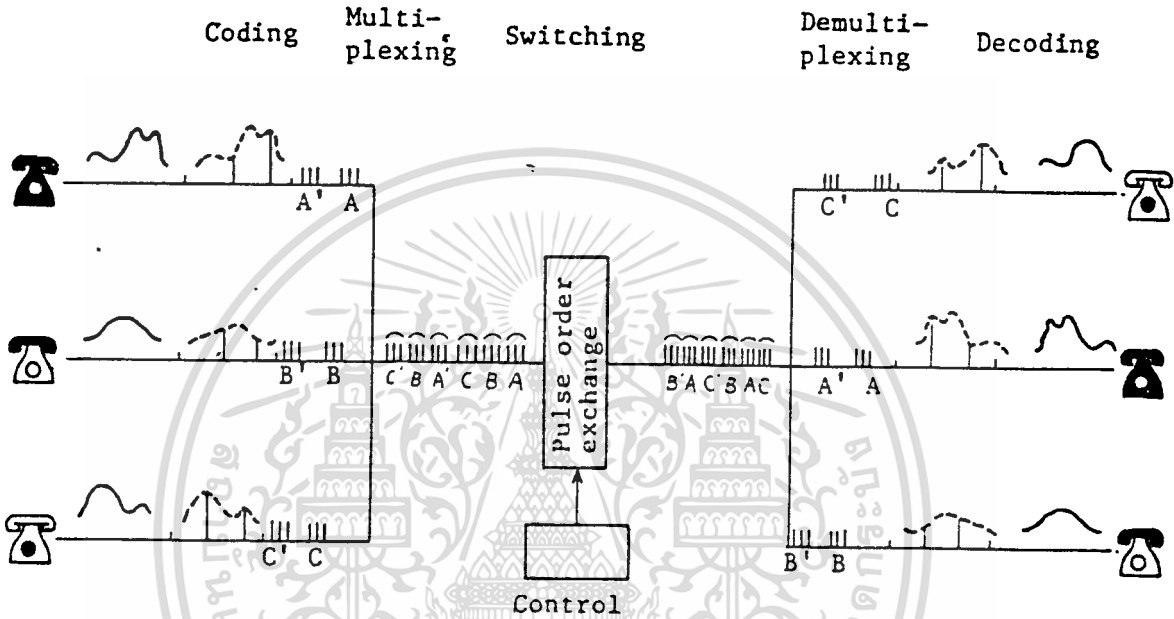 Coding
Multi-
plexing
Switching
Demulti-
plexing
Decoding
A' A
C' C
B' B
C' B A' C B A
Pulse order
exchange
B' A C' B A C
A' A
C' C
B' B
Control